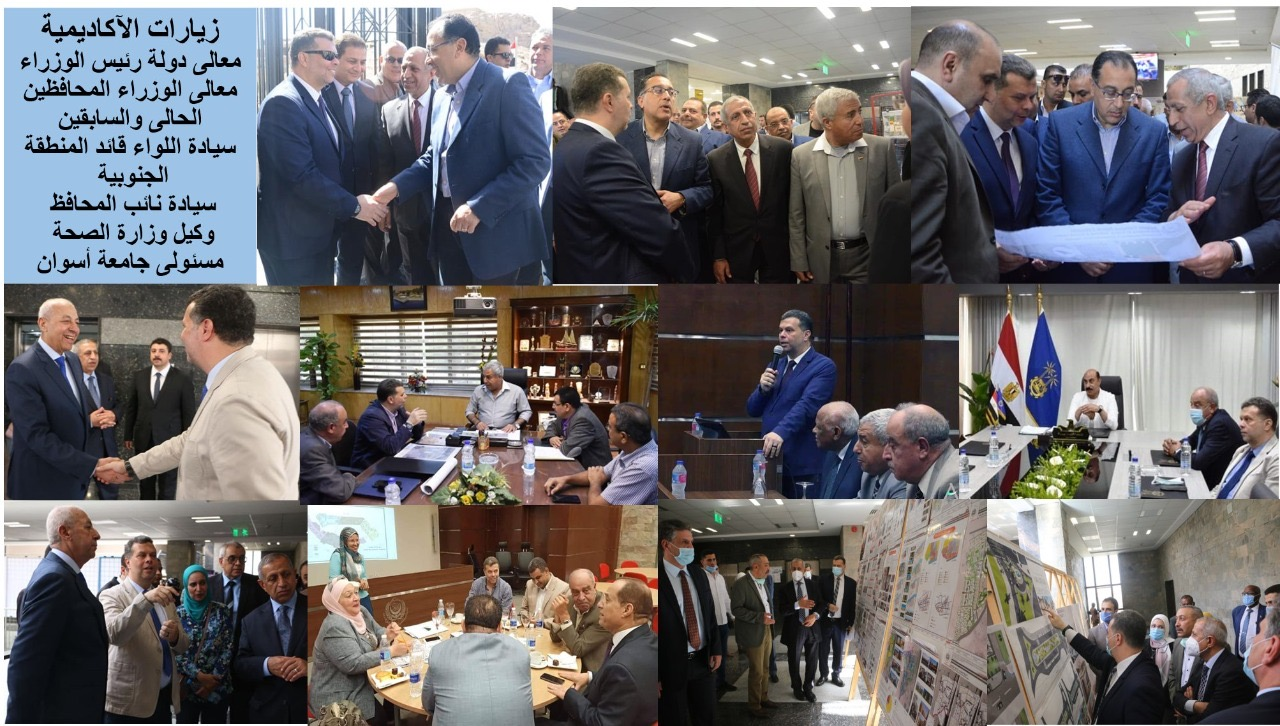 زيارات الآكاديمية
معالى دولة رئيس الوزراء
معالى الوزراء المحافظين
الحالى والسابقين
سيادة اللواء قائد المنطقة
الجنوبية
سيادة نائب المحافظ
وكيل وزارة الصحة
مسئولى جامعة أسوان